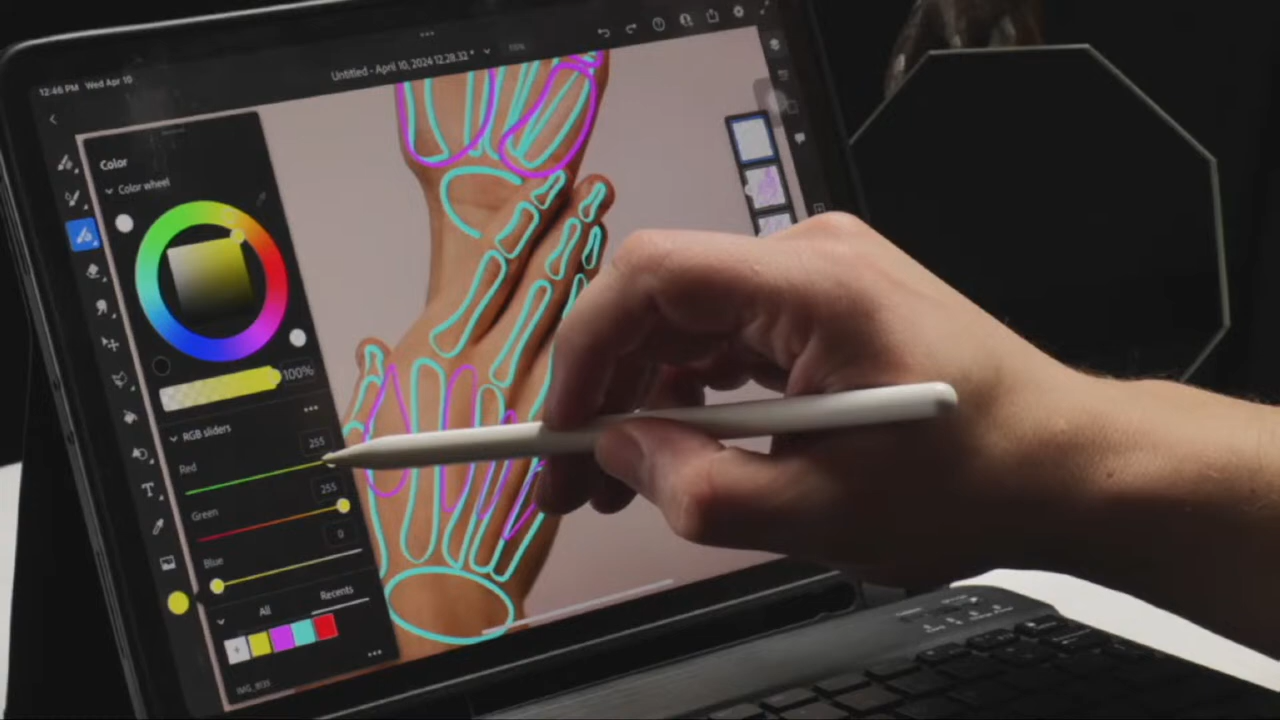 12:46 PM Wed Apr 10
Untitled - April 10, 2024 12.28.32 *
Color
Color wheel
100%
RGB sliders
Red
255
Green
255
Blue
0
All
Recents
T